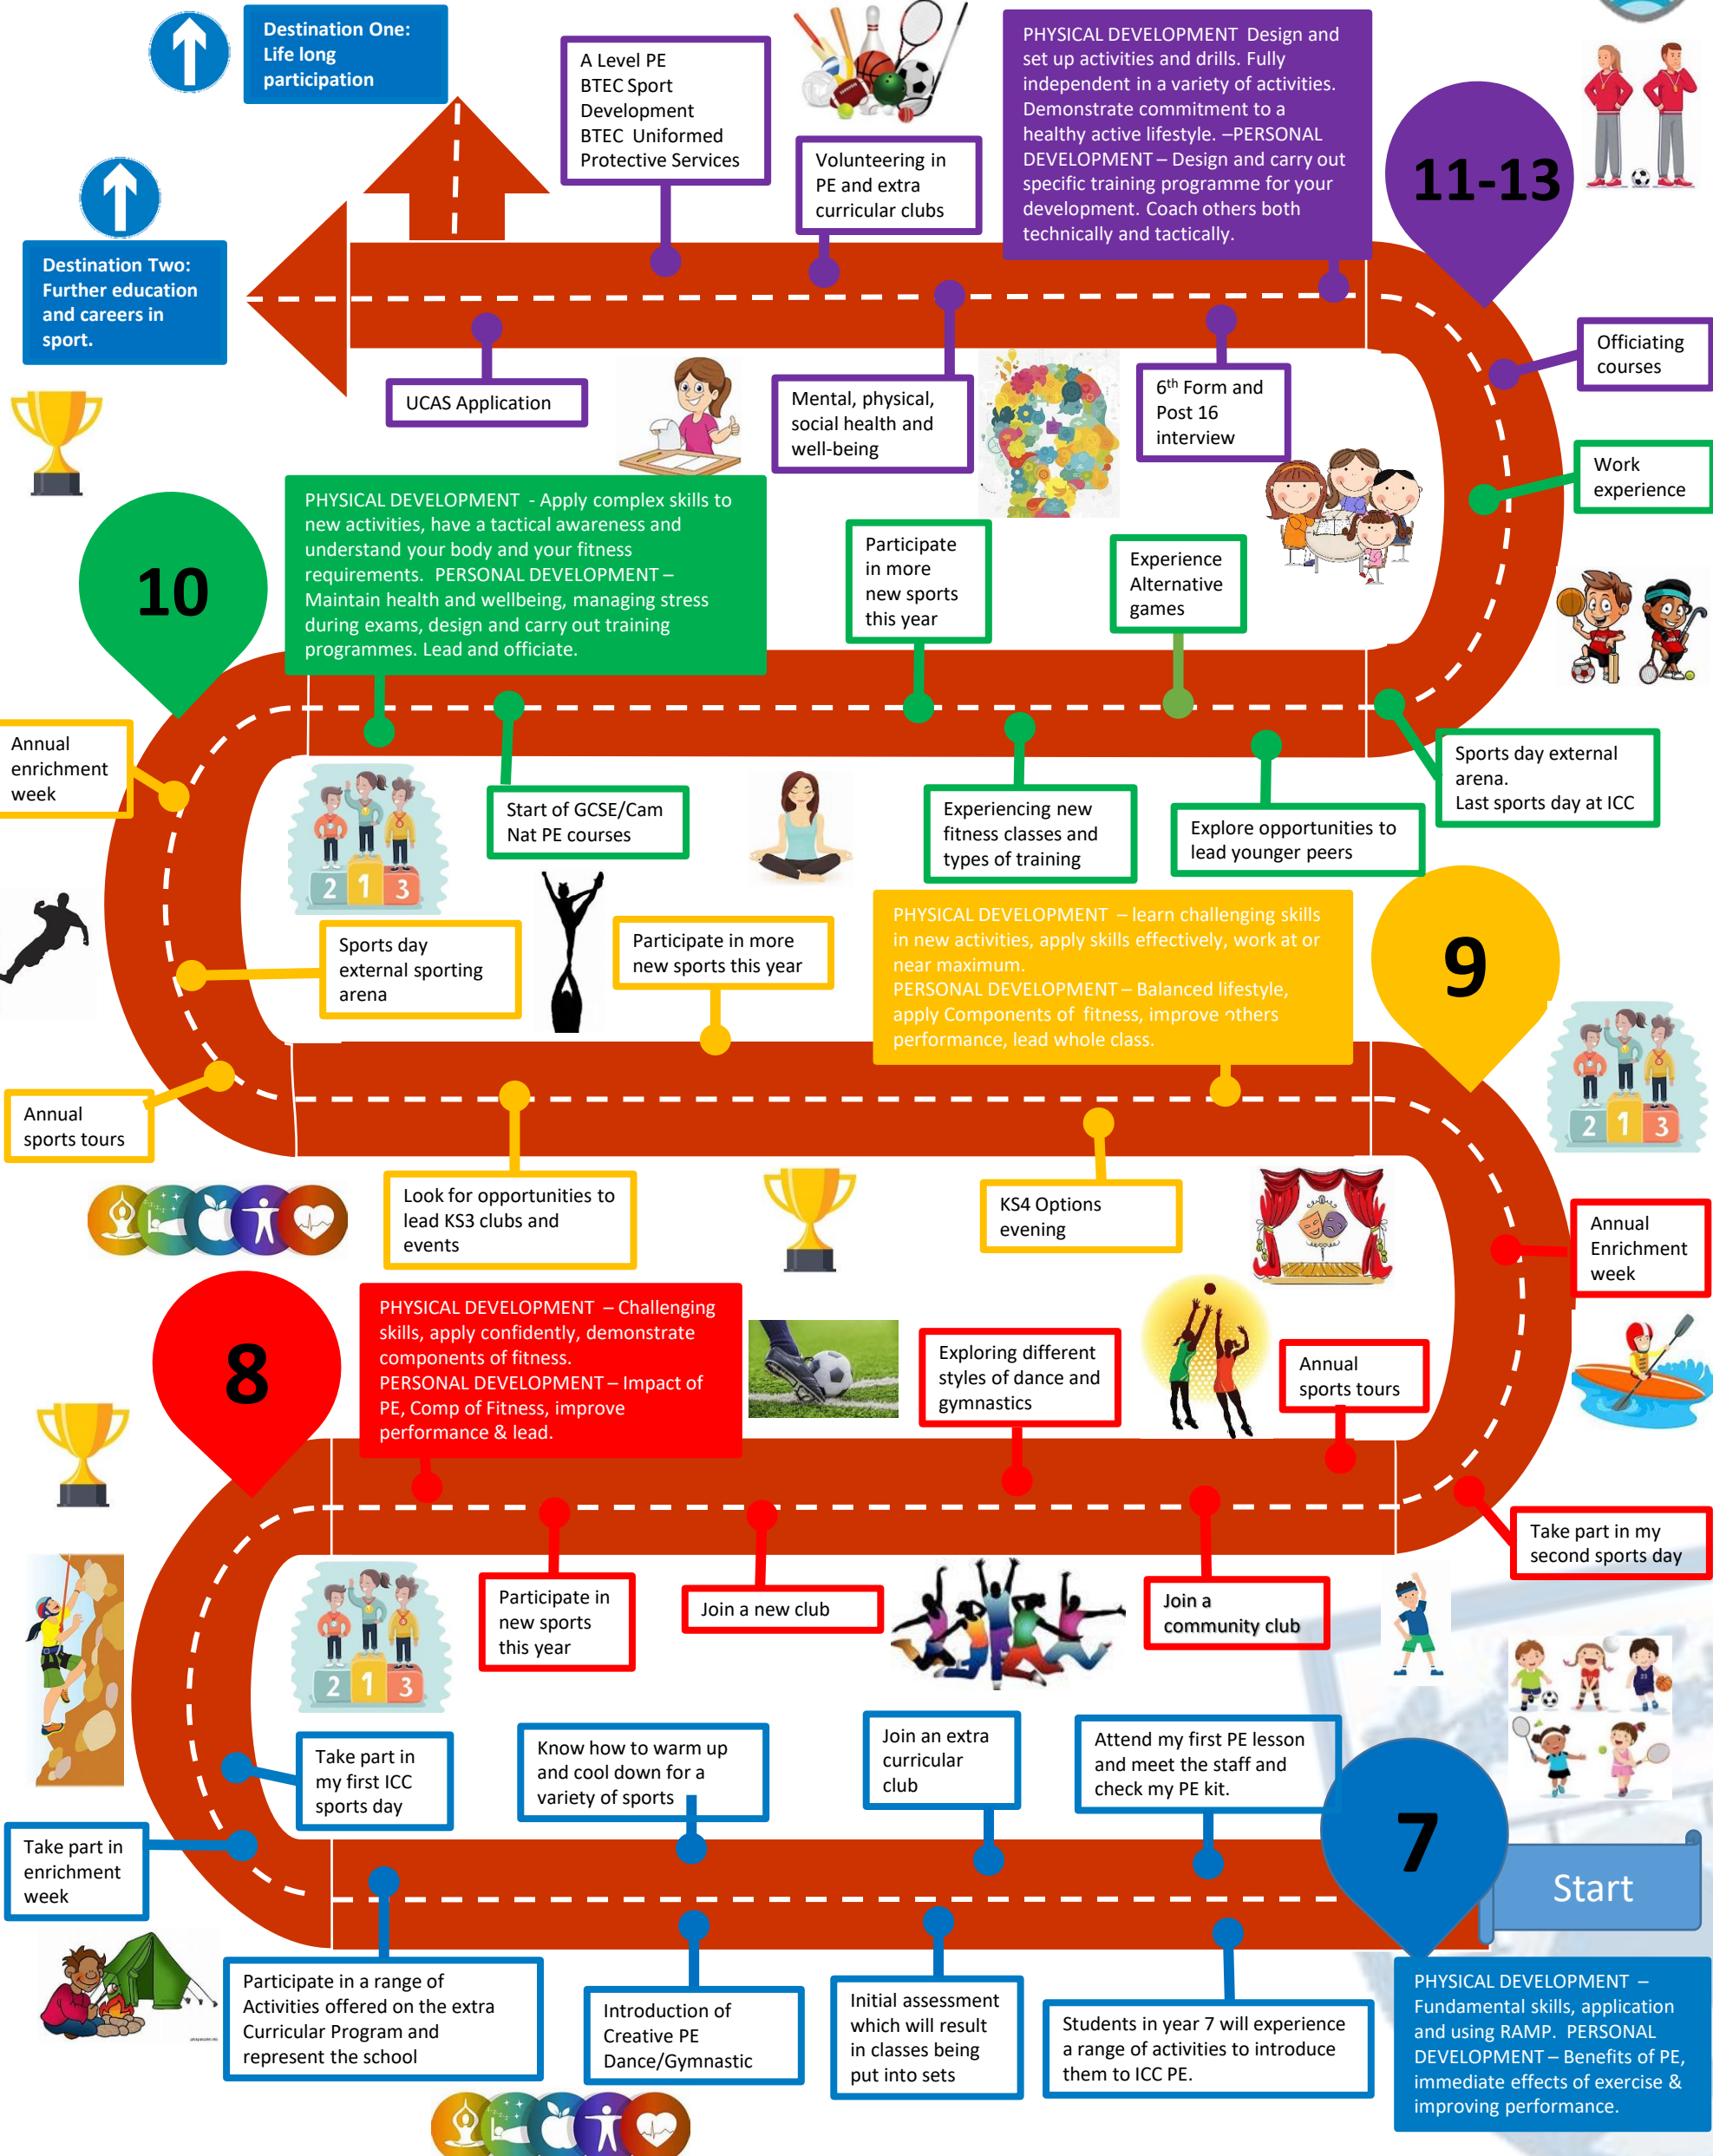 Destination One:
Life long
participation
A Level PE
BTEC Sport
Development
BTEC Uniformed
Protective Services
Volunteering in
PE and extra
curricular clubs
PHYSICAL DEVELOPMENT Design and
set up activities and drills. Fully
independent in a variety of activities.
Demonstrate commitment to a
healthy active lifestyle. –PERSONAL
DEVELOPMENT – Design and carry out
specific training programme for your
development. Coach others both
technically and tactically.
11-13
Destination Two:
Further education
and careers in
sport.
Officiating
courses
UCAS Application
Mental, physical,
social health and
well-being
6th Form and
Post 16
interview
Work
experience
10
PHYSICAL DEVELOPMENT - Apply complex skills to
new activities, have a tactical awareness and
understand your body and your fitness
requirements. PERSONAL DEVELOPMENT –
Maintain health and wellbeing, managing stress
during exams, design and carry out training
programmes. Lead and officiate.
Participate
in more
new sports
this year
Experience
Alternative
games
Annual
enrichment
week
Start of GCSE/Cam
Nat PE courses
Experiencing new
fitness classes and
types of training
Explore opportunities to
lead younger peers
Sports day external
arena.
Last sports day at ICC
2 1 3
Sports day
external sporting
arena
Participate in more
new sports this year
PHYSICAL DEVELOPMENT – learn challenging skills
in new activities, apply skills effectively, work at or
near maximum.
PERSONAL DEVELOPMENT – Balanced lifestyle,
apply Components of fitness, improve others
performance, lead whole class.
9
2 1 3
Annual
sports tours
Look for opportunities to
lead KS3 clubs and
events
KS4 Options
evening
Annual
Enrichment
week
8
PHYSICAL DEVELOPMENT – Challenging
skills, apply confidently, demonstrate
components of fitness.
PERSONAL DEVELOPMENT – Impact of
PE, Comp of Fitness, improve
performance & lead.
Exploring different
styles of dance and
gymnastics
Annual
sports tours
Take part in my
second sports day
2 1 3
Participate in
new sports
this year
Join a new club
Join a
community club
Take part in
my first ICC
sports day
Know how to warm up
and cool down for a
variety of sports
Join an extra
curricular
club
Attend my first PE lesson
and meet the staff and
check my PE kit.
7
Start
Take part in
enrichment
week
Participate in a range of
Activities offered on the extra
Curricular Program and
represent the school
Introduction of
Creative PE
Dance/Gymnastic
Initial assessment
which will result
in classes being
put into sets
Students in year 7 will experience
a range of activities to introduce
them to ICC PE.
PHYSICAL DEVELOPMENT –
Fundamental skills, application
and using RAMP. PERSONAL
DEVELOPMENT – Benefits of PE,
immediate effects of exercise &
improving performance.